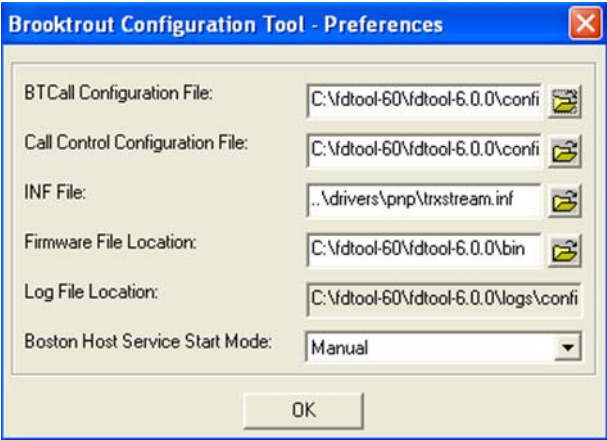 Brooktrout Configuration Tool - Preferences
BTCall Configuration File: C:\fdtool-60\fdtool-6.0.0\confi
Call Control Configuration File: C:\fdtool-60\fdtool-6.0.0\confi
INF File: ..\drivers\pnp\trxstream.inf
Firmware File Location: C:\fdtool-60\fdtool-6.0.0\bin
Log File Location: C:\fdtool-60\fdtool-6.0.0\logs\confi
Boston Host Service Start Mode: Manual
OK